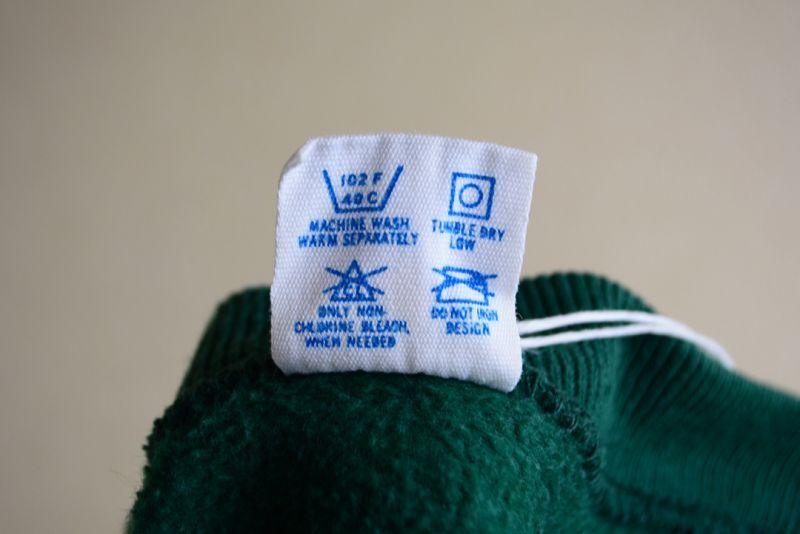 102 F
40 C
MACHINE WASH
WARM SEPARATELY
TUMBLE DRY
LOW
CL
ONLY NON-
CHLORINE BLEACH,
WHEN NEEDED
DO NOT IRON
DESIGN